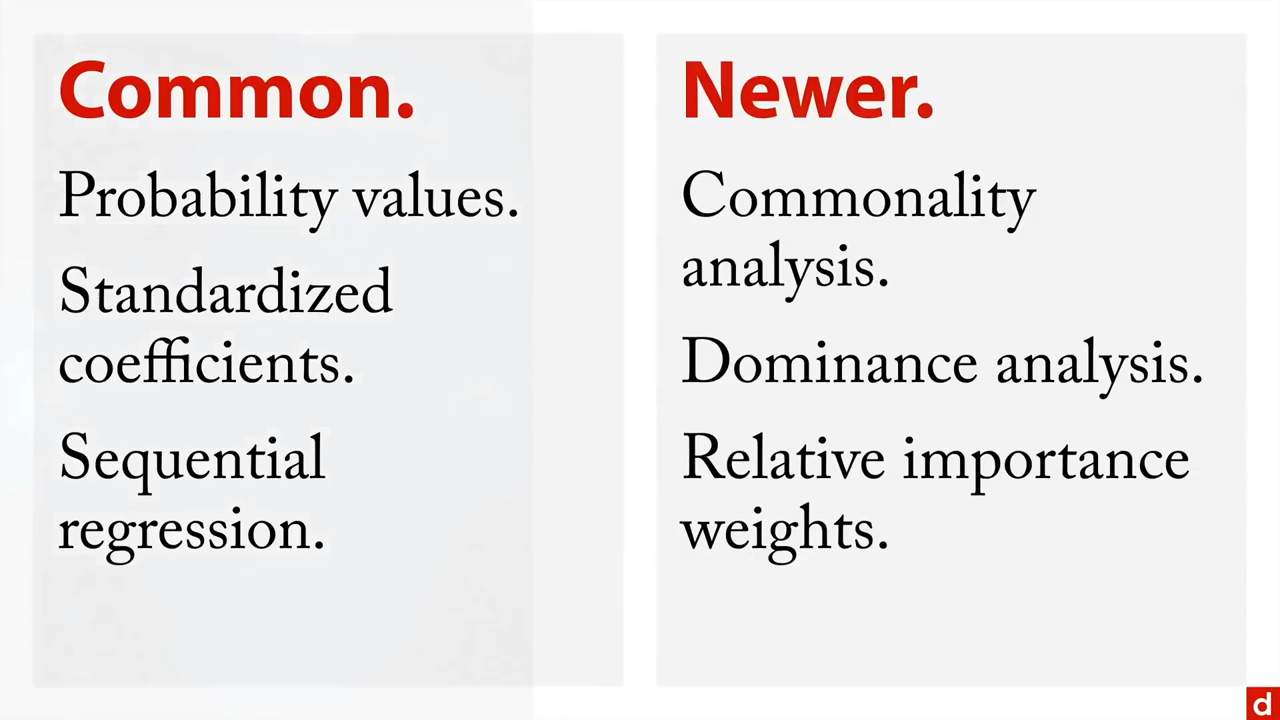 Common.
Probability values.
Standardized
coefficients.
Sequential
regression.
Newer.
Commonality
analysis.
Dominance analysis.
Relative importance
weights.
d